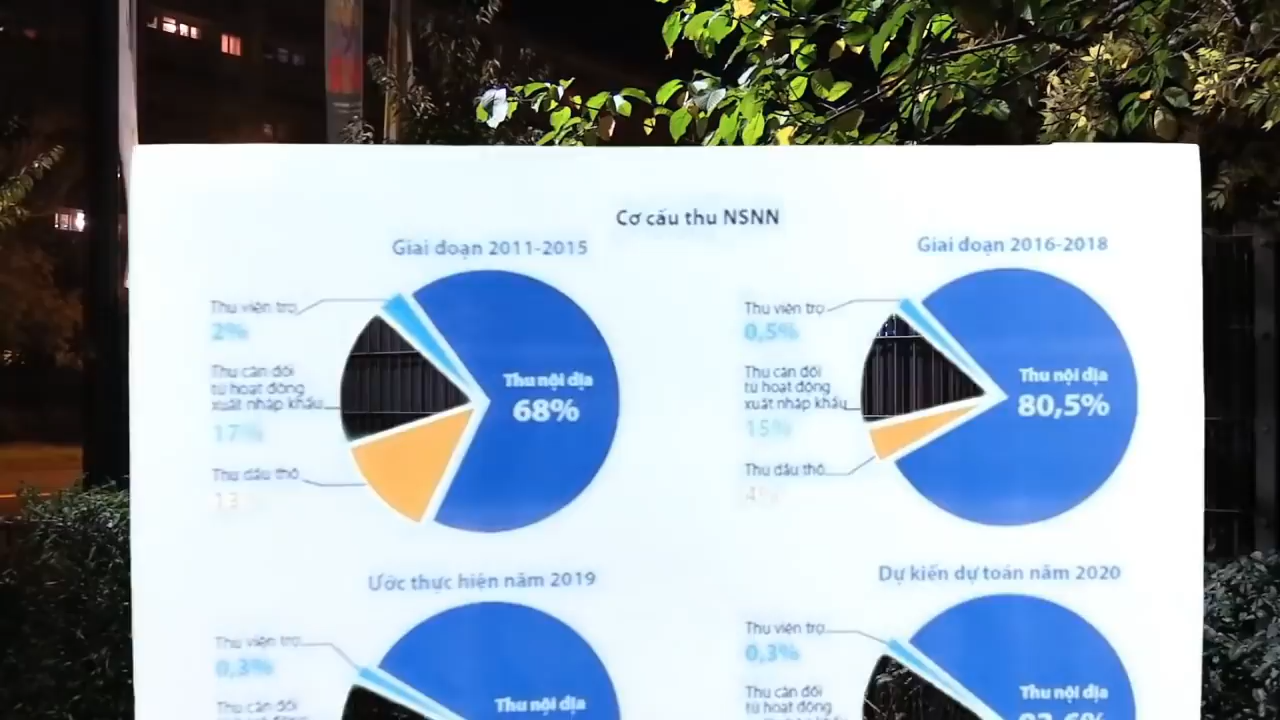 Cơ cấu thu NSNN
Giai đoạn 2011-2015
Thu viện trợ
2%
Thu cân đối
từ hoạt động
xuất nhập khẩu
17%
Thu dầu thô
13
Thu nội địa
68%
Giai đoạn 2016-2018
Thu viện trợ
0,5%
Thu cân đối
từ hoạt động
xuất nhập khẩu
15%
Thu dầu thô
4%
Thu nội địa
80,5%
Ước thực hiện năm 2019
Thu viện trợ
0,3%
Thu cân đối
Thu nội địa
Dự kiến dự toán năm 2020
Thu viện trợ
0,3%
Thu cân đối
từ hoạt động
Thu nội địa